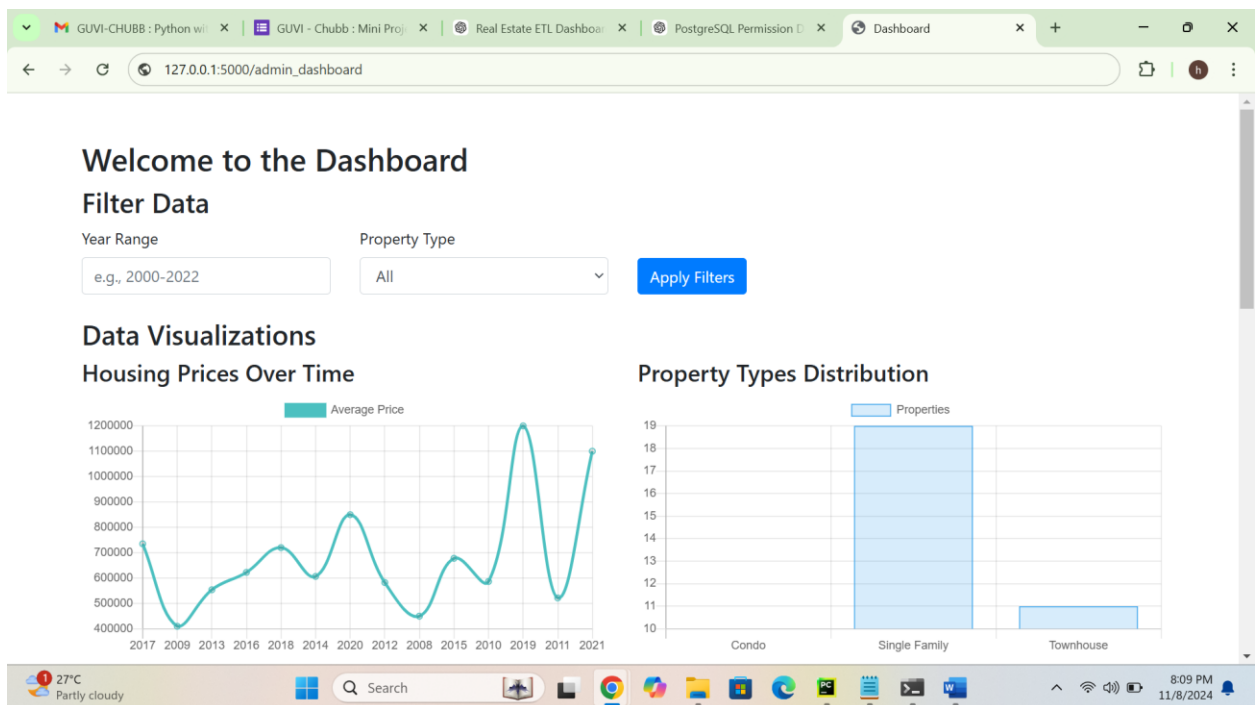 GUVI-CHUBB : Python wit
GUVI - Chubb : Mini Proj
Real Estate ETL Dashboar
PostgreSQL Permission D
Dashboard
127.0.0.1:5000/admin_dashboard
h
Welcome to the Dashboard
Filter Data
Year Range
Property Type
e.g., 2000-2022
All
Apply Filters
Data Visualizations
Housing Prices Over Time
Property Types Distribution
Average Price
1200000
1100000
1000000
900000
800000
700000
600000
500000
400000
2017 2009 2013 2016 2018 2014 2020 2012 2008 2015 2010 2019 2011 2021
Properties
19
18
17
16
15
14
13
12
11
10
Condo Single Family Townhouse
1
27°C
Partly cloudy
Search
PC
W
8:09 PM
11/8/2024